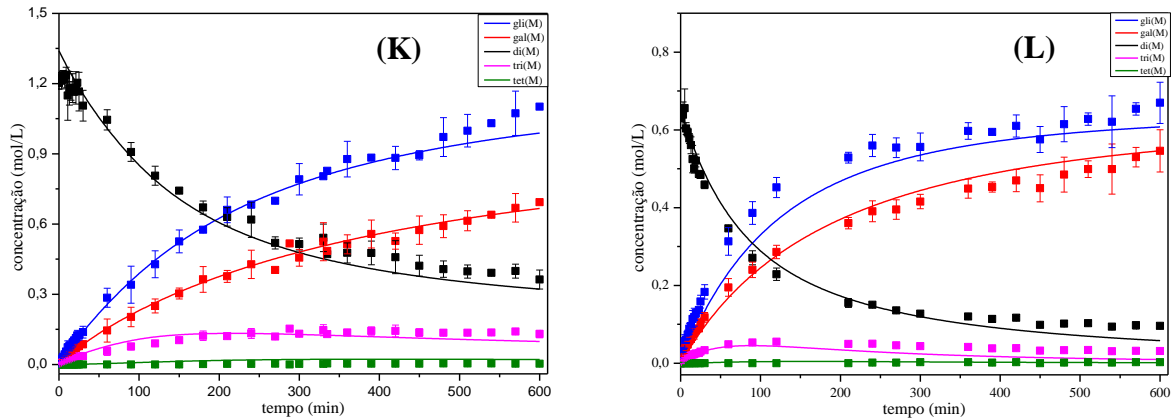 (K)
gli(M)
gal(M)
di(M)
tri(M)
tet(M)
concentração (mol/L)
1.5
1.2
0.9
0.6
0.3
0.0
0 100 200 300 400 500 600
tempo (min)
(L)
gli(M)
gal(M)
di(M)
tri(M)
tet(M)
concentração (mol/L)
0,8
0,6
0,4
0,2
0,0
0 100 200 300 400 500 600
tempo (min)